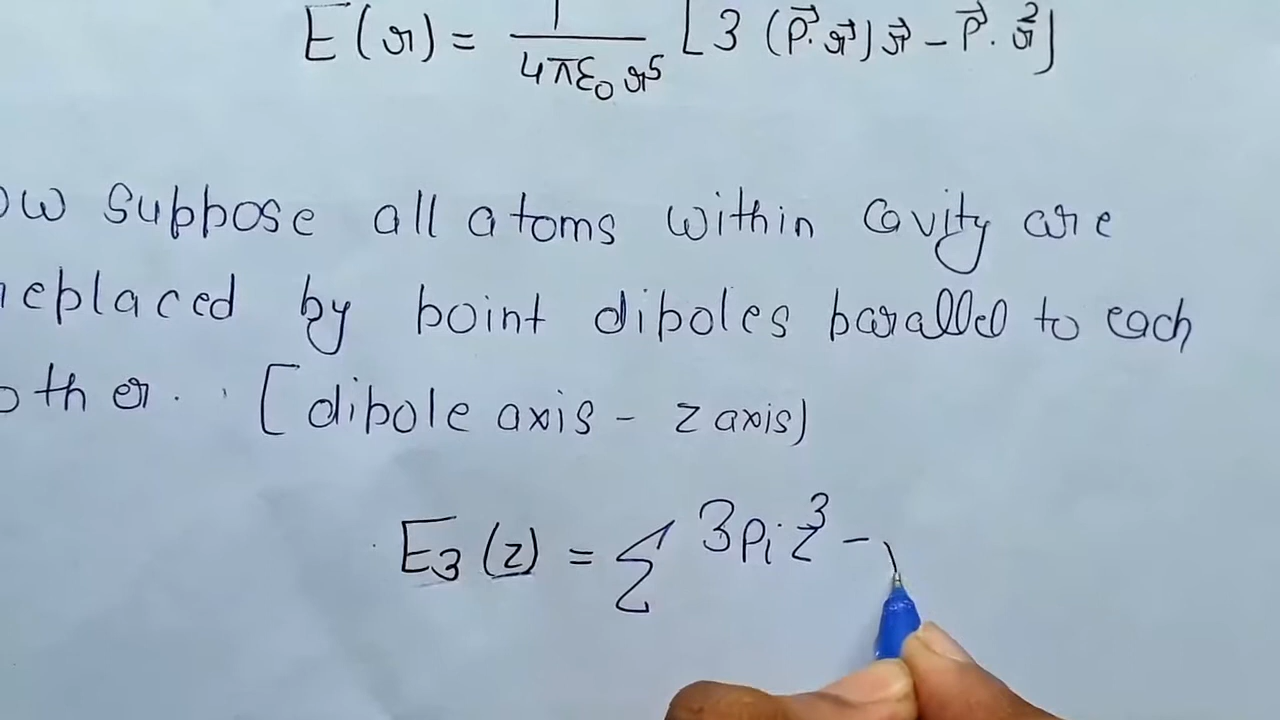 E(r) = 1/4πε₀r⁵ [3 (p⃗.r⃗)r⃗ - p⃗.r⃗²]
ow suppose all atoms within cavity are
replaced by point dipoles parallel to each
other. [dipole axis - z axis)
E₃(z) = Σ 3pᵢz³ -